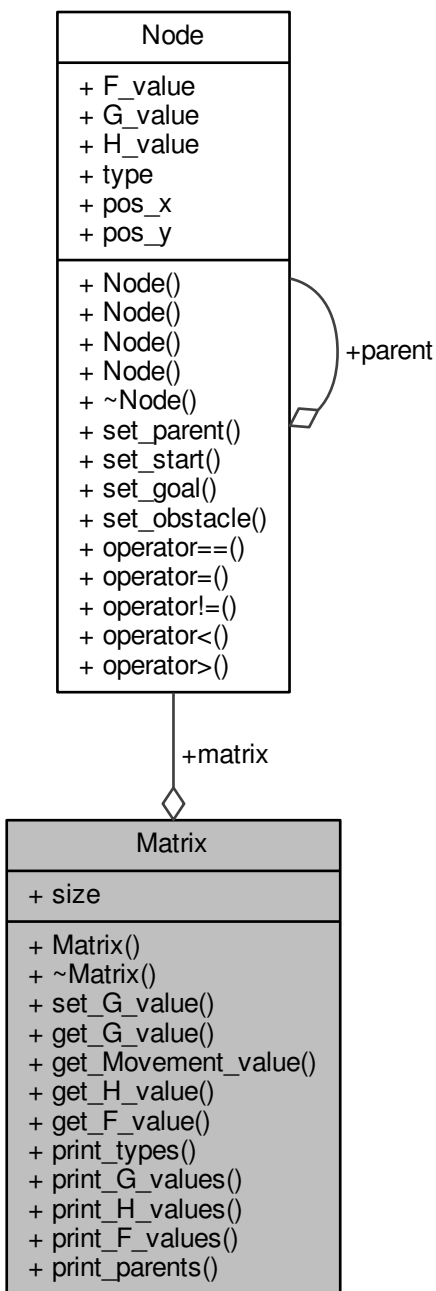 Node
+ F_value
+ G_value
+ H_value
+ type
+ pos_x
+ pos_y
+ Node()
+ Node()
+ Node()
+ Node()
+ ~Node()
+ set_parent()
+ set_start()
+ set_goal()
+ set_obstacle()
+ operator==()
+ operator=()
+ operator!=()
+ operator<()
+ operator>()
+parent
+matrix
Matrix
+ size
+ Matrix()
+ ~Matrix()
+ set_G_value()
+ get_G_value()
+ get_Movement_value()
+ get_H_value()
+ get_F_value()
+ print_types()
+ print_G_values()
+ print_H_values()
+ print_F_values()
+ print_parents()